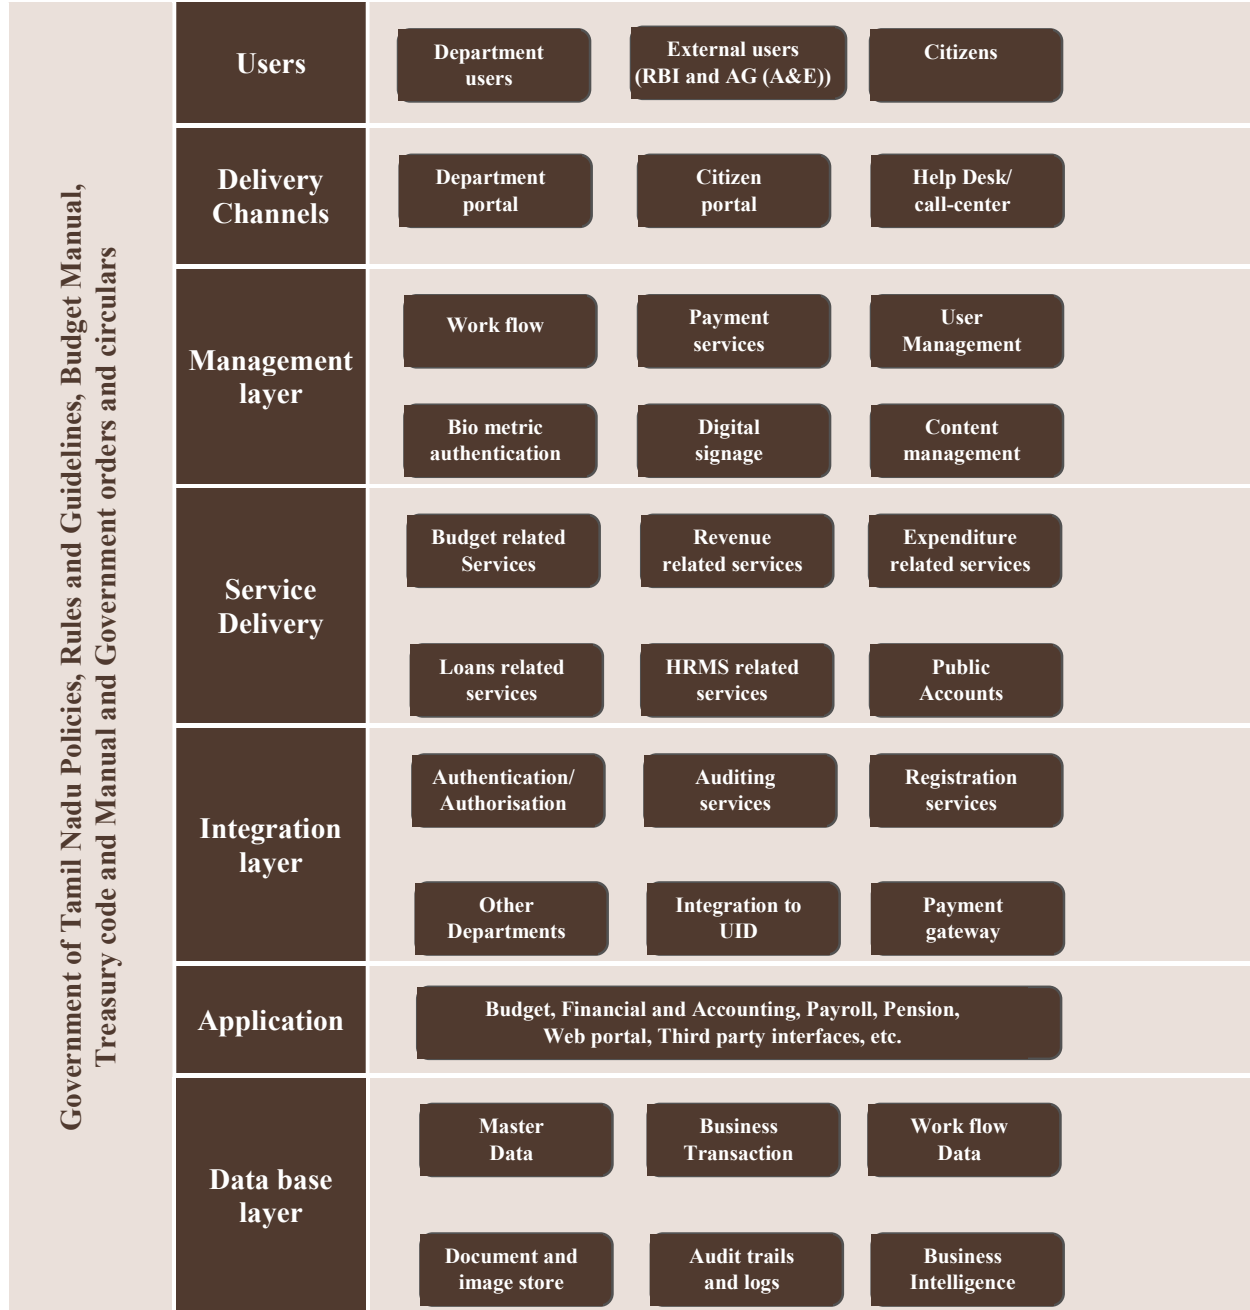 Government of Tamil Nadu Policies, Rules and Guidelines, Budget Manual,
Treasury code and Manual and Government orders and circulars
Users
Department
users
External users
(RBI and AG (A&E))
Citizens
Delivery
Channels
Department
portal
Citizen
portal
Help Desk/
call-center
Management
layer
Work flow
Payment
services
User
Management
Bio metric
authentication
Digital
signage
Content
management
Service
Delivery
Budget related
Services
Revenue
related services
Expenditure
related services
Loans related
services
HRMS related
services
Public
Accounts
Integration
layer
Authentication/
Authorisation
Auditing
services
Registration
services
Other
Departments
Integration to
UID
Payment
gateway
Application
Budget, Financial and Accounting, Payroll, Pension,
Web portal, Third party interfaces, etc.
Data base
layer
Master
Data
Business
Transaction
Work flow
Data
Document and
image store
Audit trails
and logs
Business
Intelligence